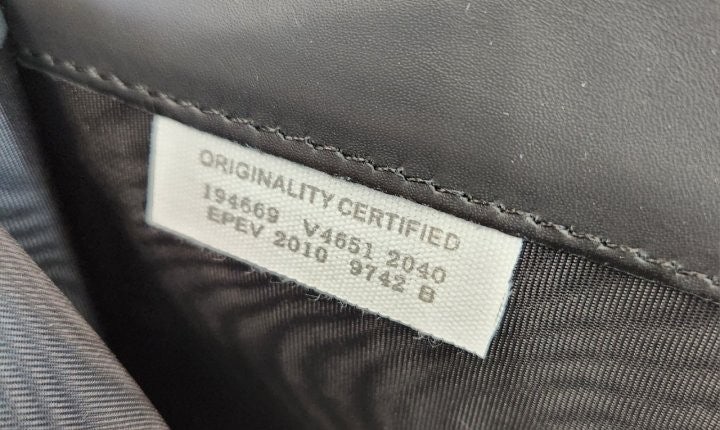 ORIGINALITY CERTIFIED
194669 V4651 2040
EPEV 2010 9742 B